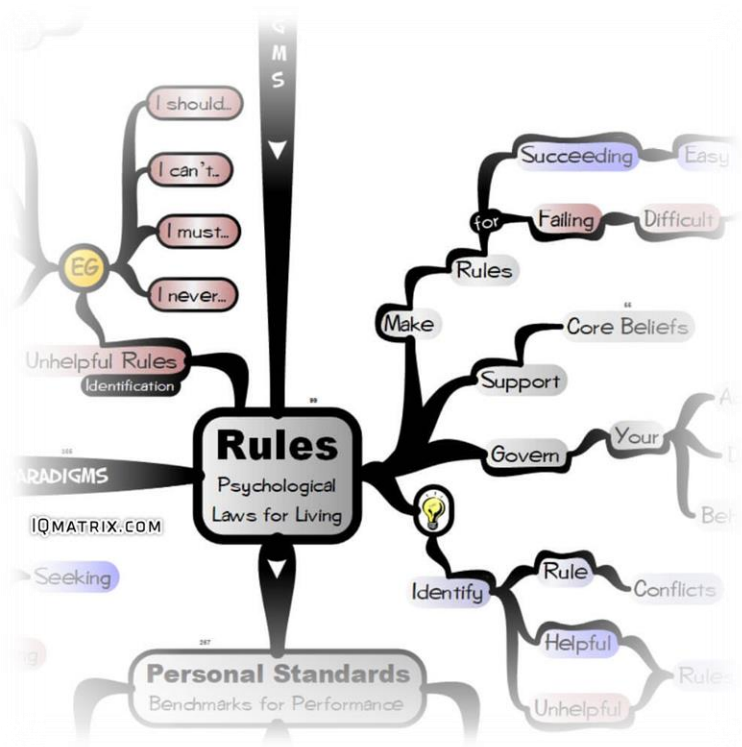 GMS
I should...
I can't...
I must...
I never...
EG
Unhelpful Rules
Identification
Succeeding
Easy
for
Failing
Difficult
Rules
Make
Core Beliefs
Support
Govern
Your
Beh
99
Rules
Psychological
Laws for Living
ARADIGMS
IQMATRIX.COM
Seeking
Identify
Rule
Conflicts
Helpful
Rules
Unhelpful
Personal Standards
Benchmarks for Performance